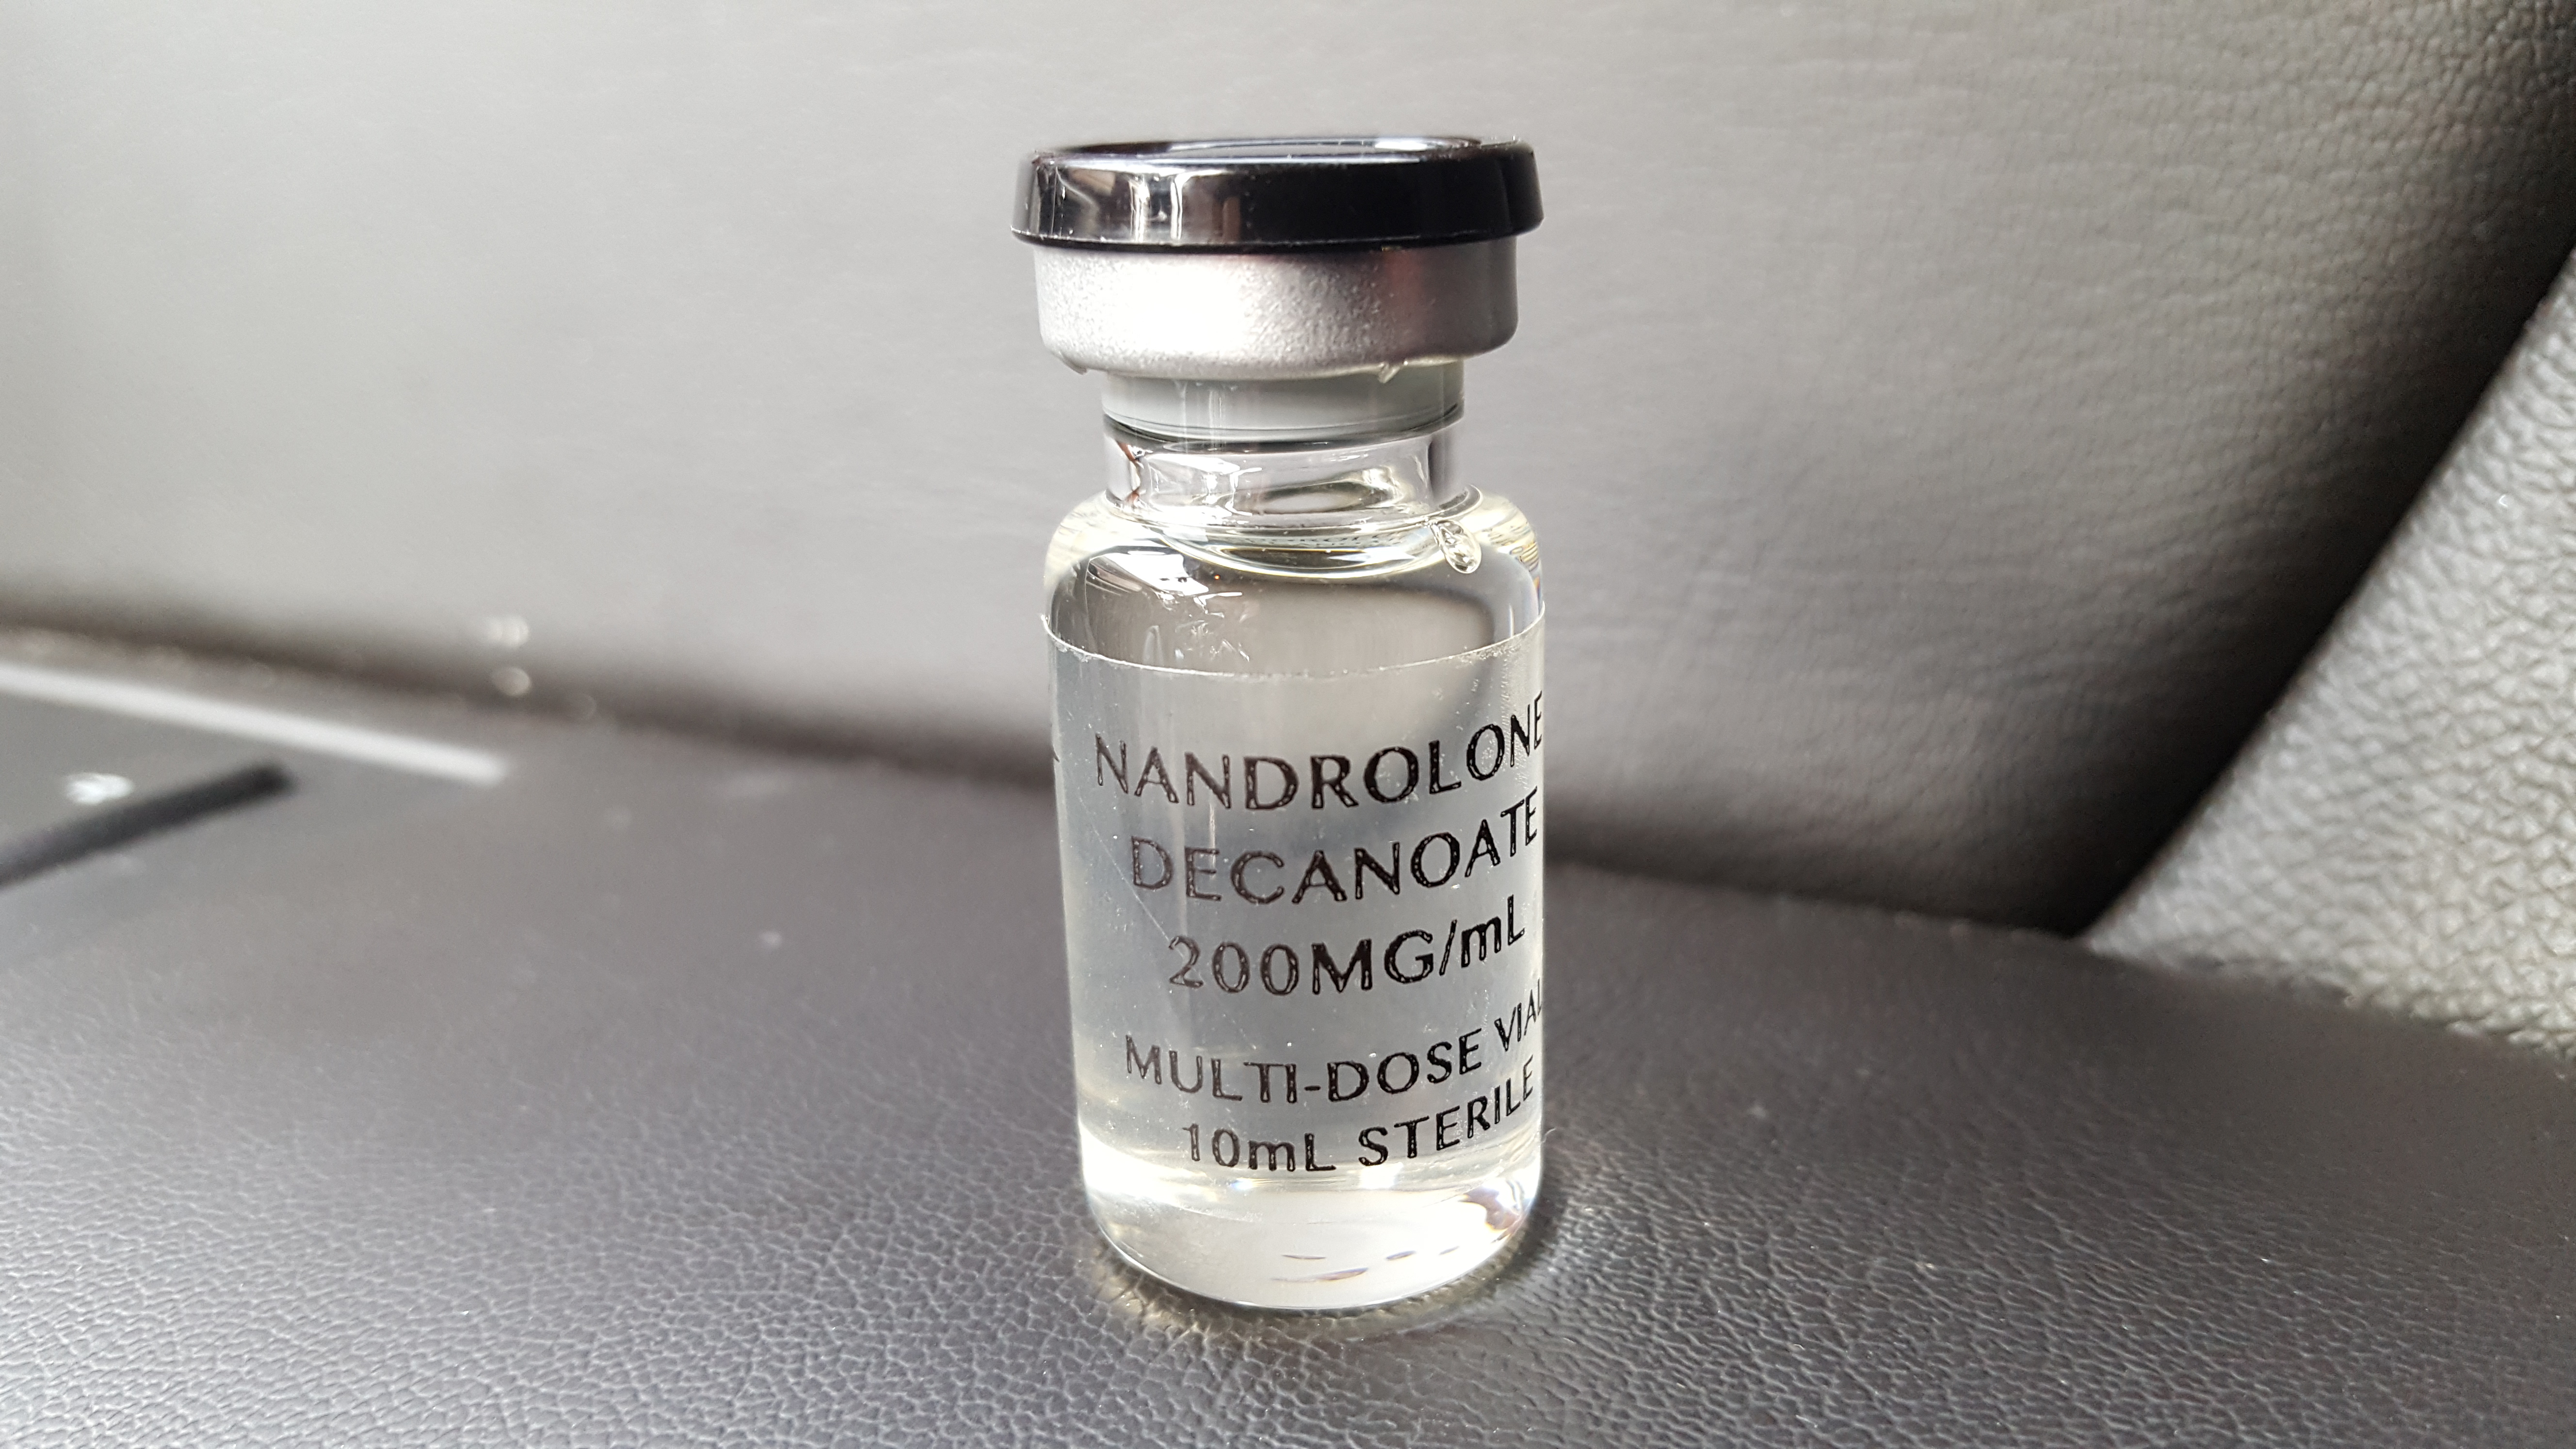 NANDROLONE
DECANOATE
200MG/mL
MULTI-DOSE VIAL
10mL STERILE